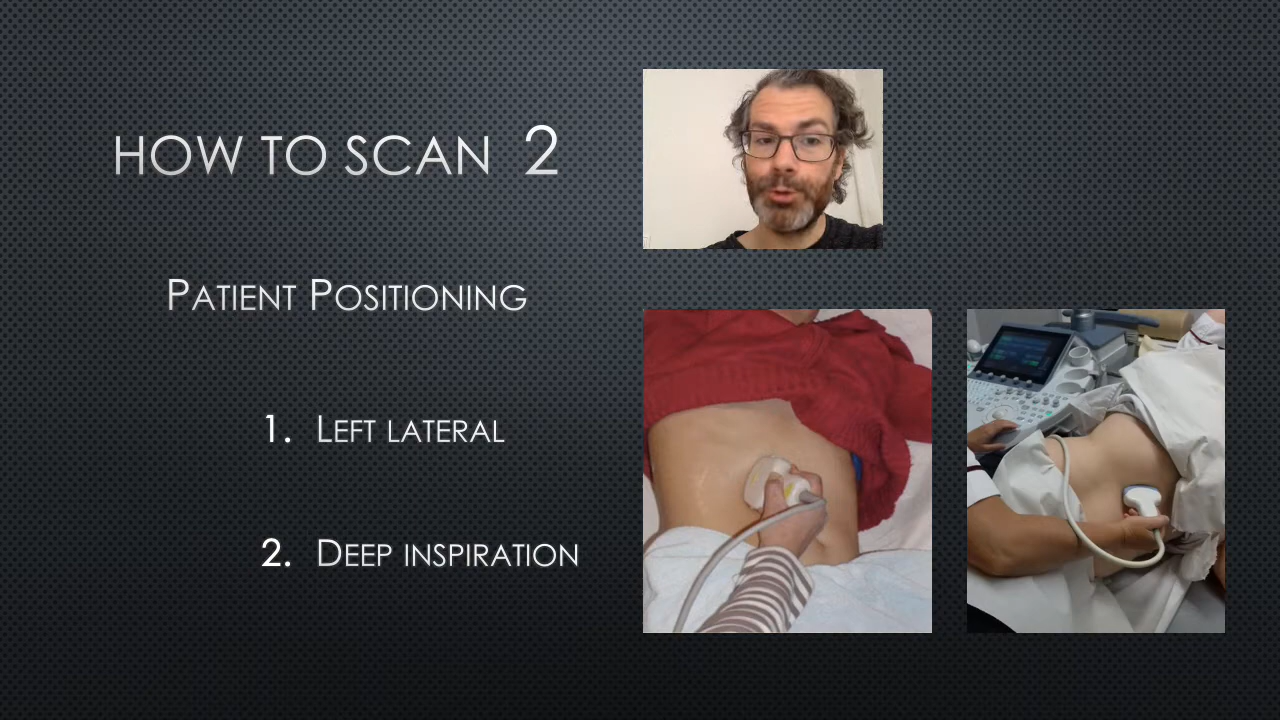 HOW TO SCAN 2
PATIENT POSITIONING
1. LEFT LATERAL
2. DEEP INSPIRATION